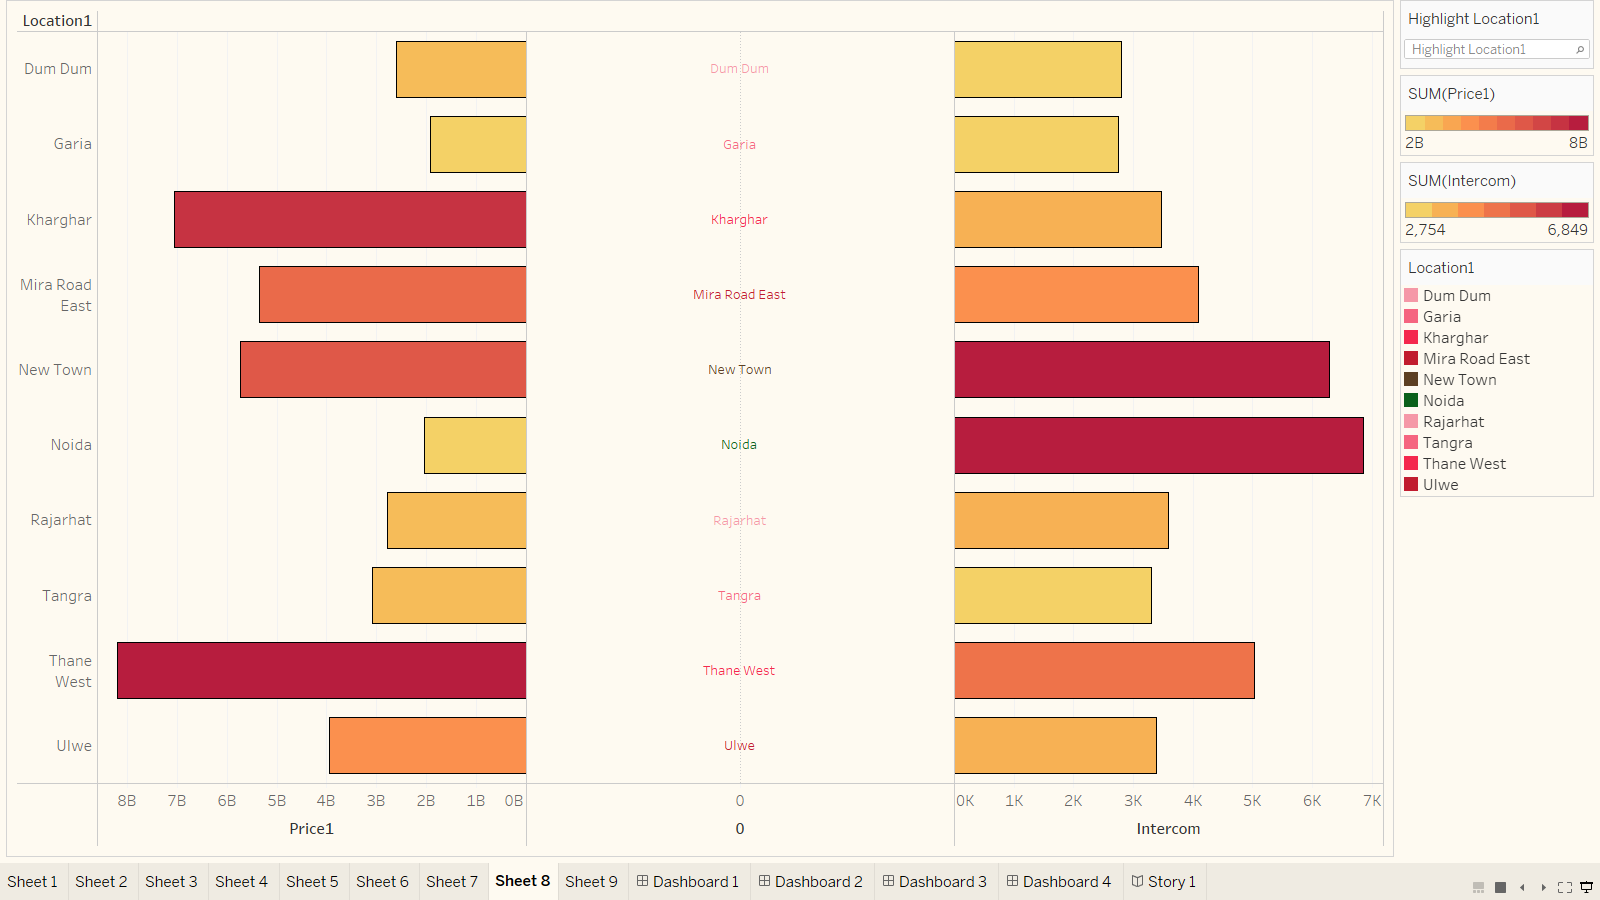 Location1
Dum Dum
Garia
Kharghar
Mira Road
East
New Town
Noida
Rajarhat
Tangra
Thane
West
Ulwe
8B 7B 6B 5B 4B 3B 2B 1B 0B
Price1
Dum Dum
Garia
Kharghar
Mira Road East
New Town
Noida
Rajarhat
Tangra
Thane West
Ulwe
0
0
0K 1K 2K 3K 4K 5K 6K 7K
Intercom
Highlight Location1
Highlight Location1
SUM(Price1)
2B 8B
SUM(Intercom)
2,754 6,849
Location1
Dum Dum
Garia
Kharghar
Mira Road East
New Town
Noida
Rajarhat
Tangra
Thane West
Ulwe
Sheet 1 Sheet 2 Sheet 3 Sheet 4 Sheet 5 Sheet 6 Sheet 7 Sheet 8 Sheet 9 Dashboard 1 Dashboard 2 Dashboard 3 Dashboard 4 Story 1